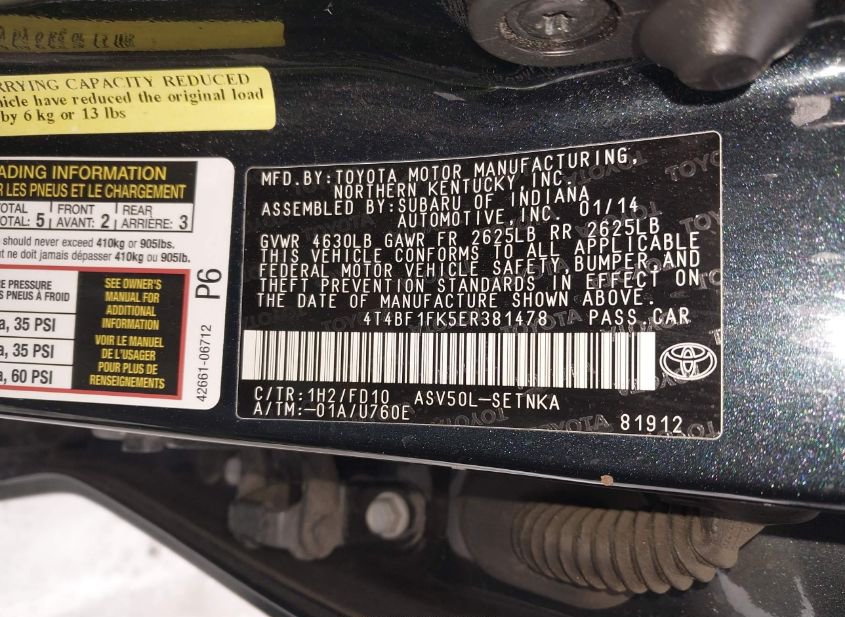 RRYING CAPACITY REDUCED
hicle have reduced the original load
by 6 kg or 13 lbs
ADING INFORMATION
R LES PNEUS ET LE CHARGEMENT
OTAL
OTAL: 5
FRONT
AVANT: 2
REAR
ARRIÈRE: 3
should never exceed 410kg or 905lbs.
nt ne doit jamais dépasser 410 kg ou 905lb.
E PRESSURE
S PNEUS À FROID
a, 35 PSI
a, 35 PSI
a, 60 PSI
SEE OWNER'S
MANUAL FOR
ADDITIONAL
INFORMATION
VOIR LE MANUEL
DE L'USAGER
POUR PLUS DE
RENSEIGNEMENTS
42661-06712
P6
MFD.BY:TOYOTA MOTOR MANUFACTURING,
NORTHERN KENTUCKY,INC.
ASSEMBLED BY:SUBARU OF INDIANA
AUTOMOTIVE,INC. 01/14
GVWR 4630LB GAWR FR 2625LB RR 2625LB
THIS VEHICLE CONFORMS TO ALL APPLICABLE
FEDERAL MOTOR VEHICLE SAFETY,BUMPER,AND
THEFT PREVENTION STANDARDS IN EFFECT ON
THE DATE OF MANUFACTURE SHOWN ABOVE.
4T4BF1FK5ER381478 PASS.CAR
C/TR:1H2/FD10 ASV50L-SETNKA
A/TM:-01A/U760E
81912